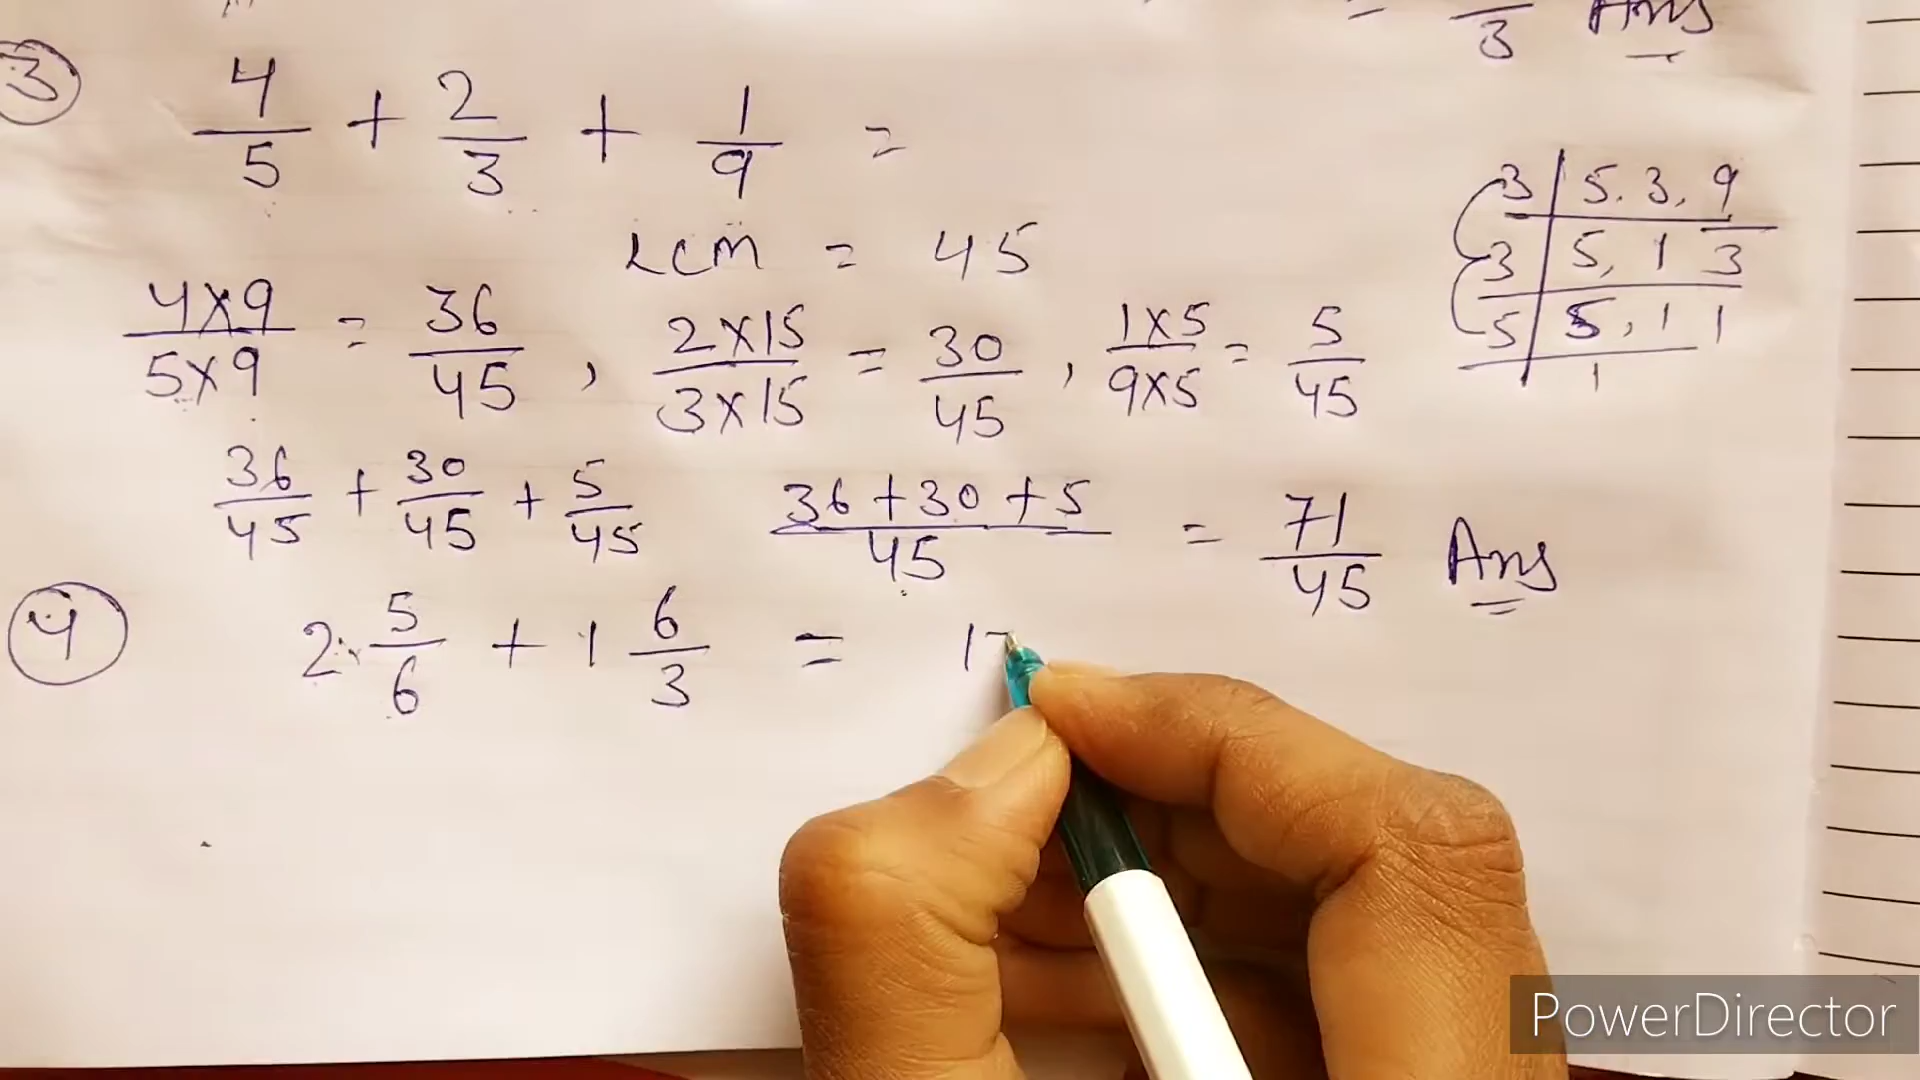 3 Ans
③ 4/5 + 2/3 + 1/9 =
3 | 5, 3, 9
Lcm = 45
3 | 5, 1 3
4×9/5×9 = 36/45 , 2×15/3×15 = 30/45 , 1×5/9×5 = 5/45
5 | 5, 1 1
1
36/45 + 30/45 + 5/45 36+30+5/45 = 71/45 Ans
④ 2 5/6 + 1 6/3 = 1
PowerDirector